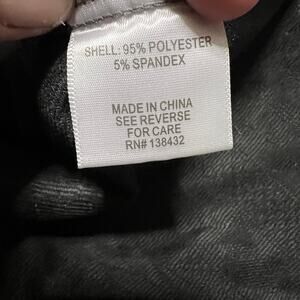 SHELL: 95% POLYESTER
5% SPANDEX
MADE IN CHINA
SEE REVERSE
FOR CARE
RN# 138432